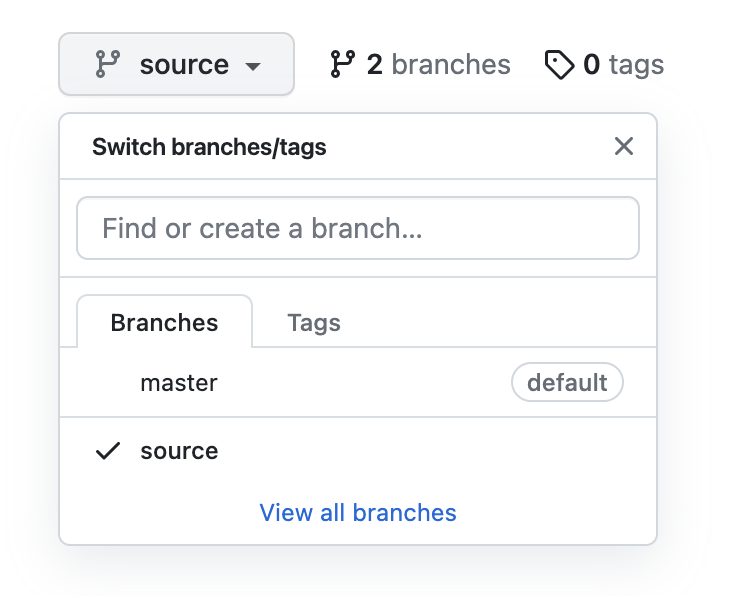 source 2 branches 0 tags
Switch branches/tags
Find or create a branch...
Branches Tags
master default
source
View all branches